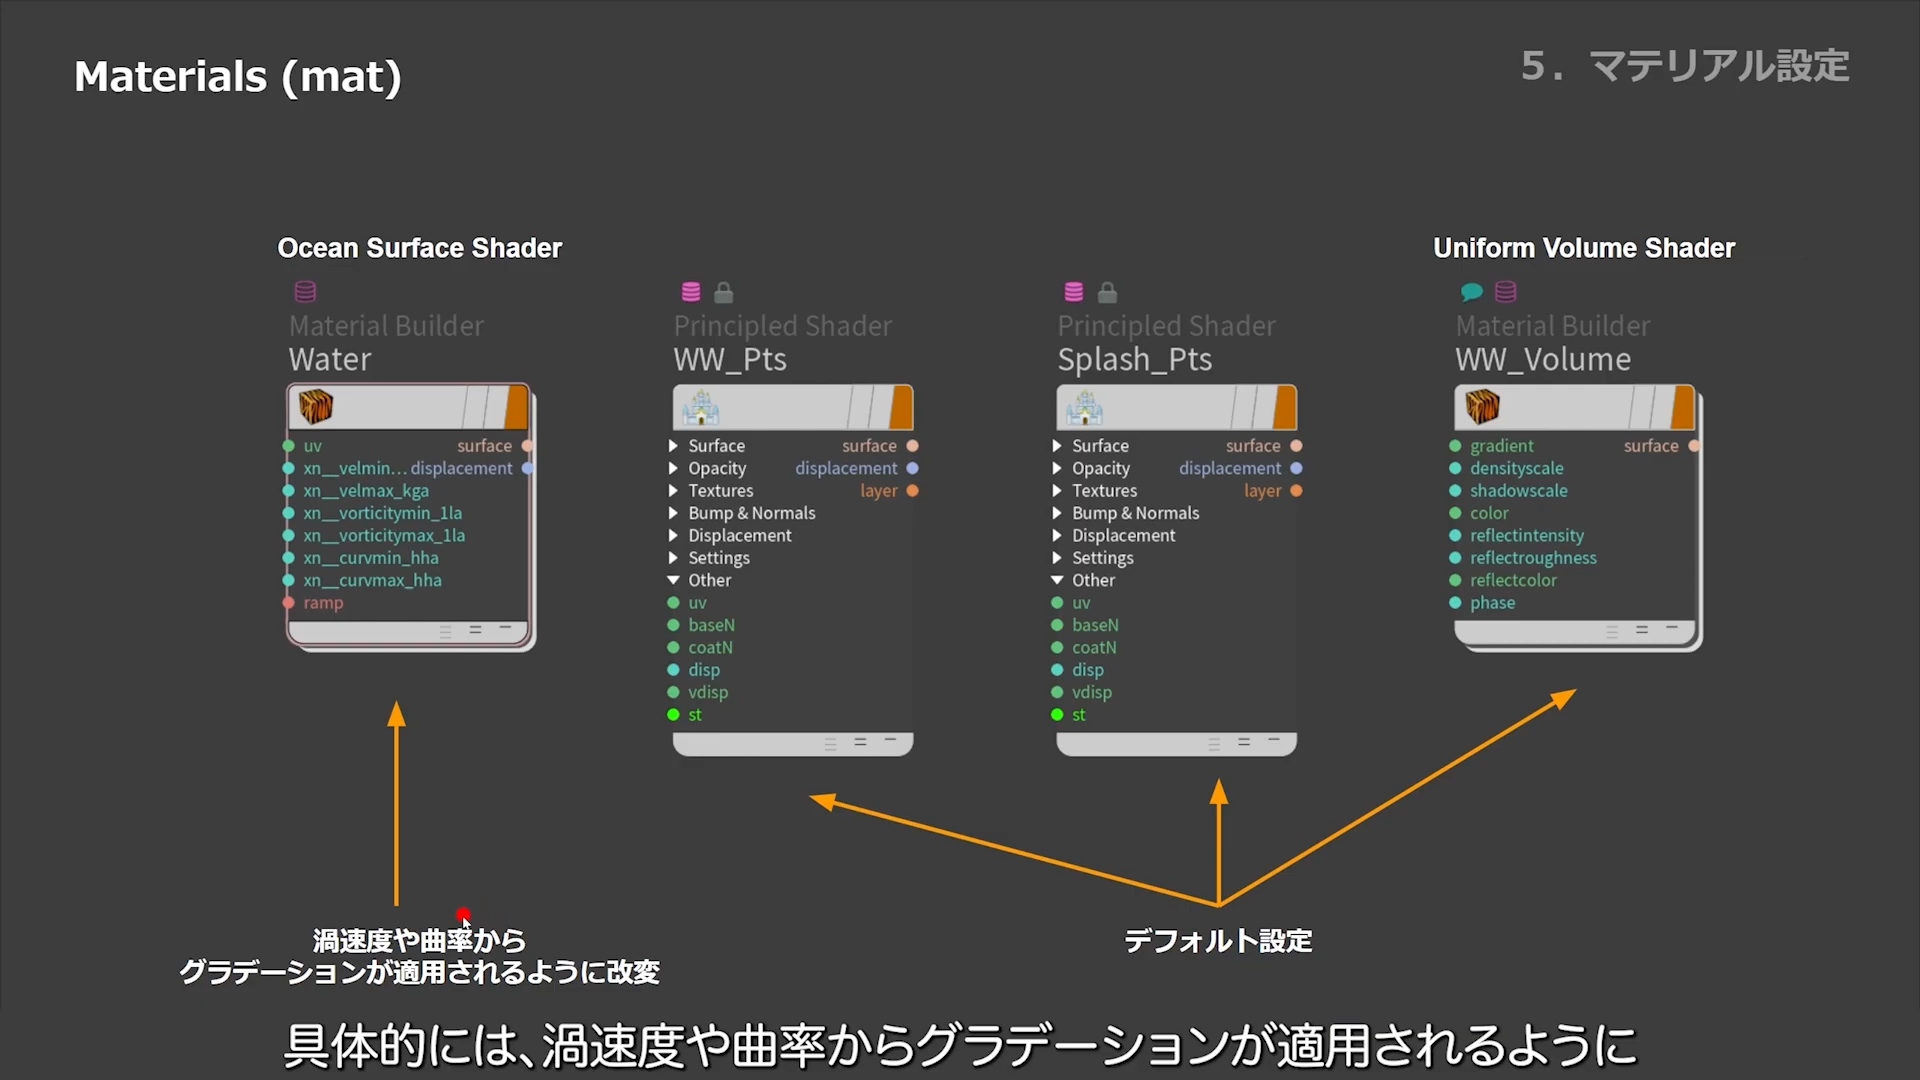 Materials (mat)
5．マテリアル設定
Ocean Surface Shader
Material Builder
Water
uv
surface
xn__velmin... displacement
xn__velmax_kga
xn__vorticitymin_1la
xn__vorticitymax_1la
xn__curvmin_hha
xn__curvmax_hha
ramp
Principled Shader
WW_Pts
Surface
surface
Opacity
displacement
Textures
layer
Bump & Normals
Displacement
Settings
Other
uv
baseN
coatN
disp
vdisp
st
Principled Shader
Splash_Pts
Surface
surface
Opacity
displacement
Textures
layer
Bump & Normals
Displacement
Settings
Other
uv
baseN
coatN
disp
vdisp
st
Uniform Volume Shader
Material Builder
WW_Volume
gradient
surface
densityscale
shadowscale
color
reflectintensity
reflectroughness
reflectcolor
phase
渦速度や曲率から
グラデーションが適用されるように改変
デフォルト設定
具体的には、渦速度や曲率からグラデーションが適用されるように